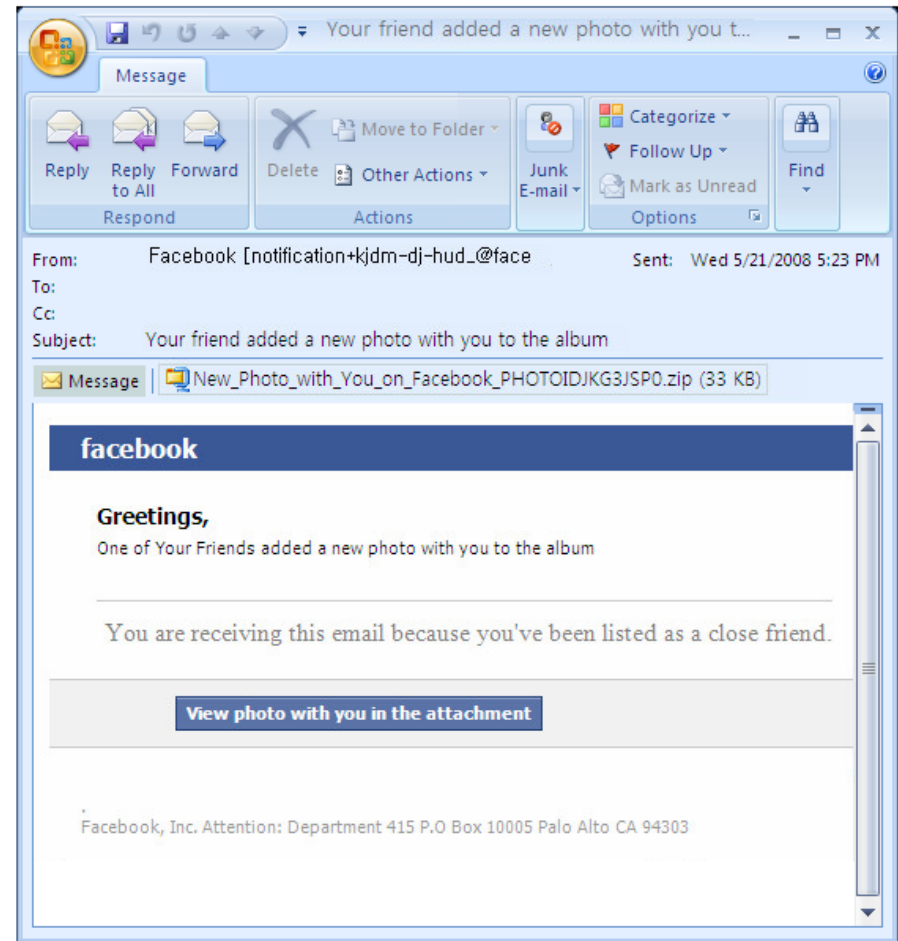 Your friend added a new photo with you t...
Message
Reply
Reply to All
Forward
Respond
Delete
Move to Folder
Other Actions
Actions
Junk E-mail
Categorize
Follow Up
Mark as Unread
Options
Find
From: Facebook [notification+kjdm-dj-hud_@face
Sent: Wed 5/21/2008 5:23 PM
To:
Cc:
Subject: Your friend added a new photo with you to the album
Message
New_Photo_with_You_on_Facebook_PHOTOIDJKG3JSP0.zip (33 KB)
facebook
Greetings,
One of Your Friends added a new photo with you to the album
You are receiving this email because you've been listed as a close friend.
View photo with you in the attachment
.
Facebook, Inc. Attention: Department 415 P.O Box 10005 Palo Alto CA 94303